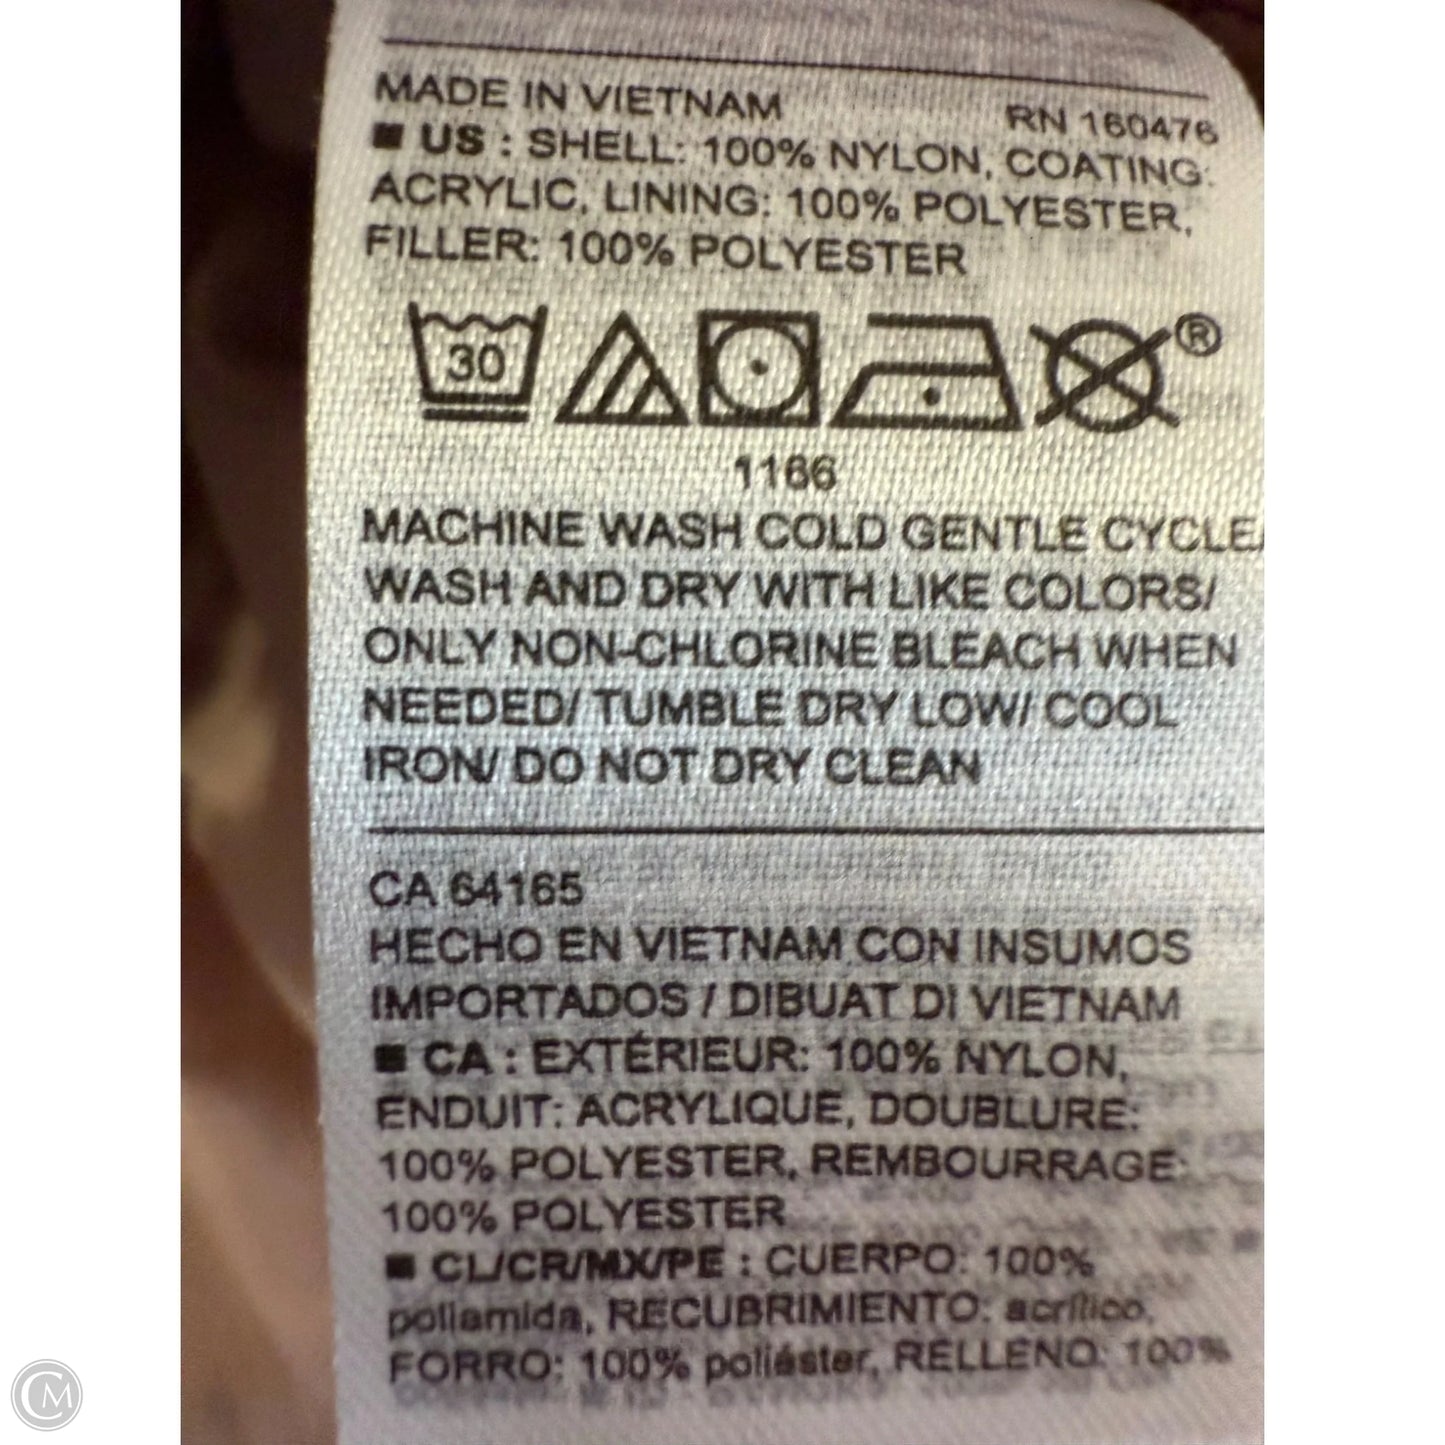 MADE IN VIETNAM
RN 160476
■ US : SHELL: 100% NYLON, COATING:
ACRYLIC, LINING: 100% POLYESTER,
FILLER: 100% POLYESTER
30
®
1166
MACHINE WASH COLD GENTLE CYCLE/
WASH AND DRY WITH LIKE COLORS/
ONLY NON-CHLORINE BLEACH WHEN
NEEDED/ TUMBLE DRY LOW/ COOL
IRON/ DO NOT DRY CLEAN
CA 64165
HECHO EN VIETNAM CON INSUMOS
IMPORTADOS / DIBUAT DI VIETNAM
■ CA : EXTÉRIEUR: 100% NYLON,
ENDUIT: ACRYLIQUE, DOUBLURE:
100% POLYESTER, REMBOURRAGE:
100% POLYESTER
■ CL/CR/MX/PE : CUERPO: 100%
poliamida, RECUBRIMIENTO: acrílico,
FORRO: 100% poliéster, RELLENO: 100%
CM